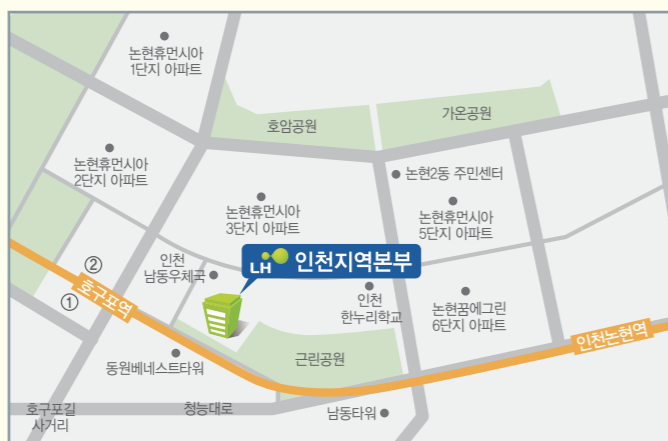 논현휴먼시아
1단지 아파트
호암공원
가온공원
논현휴먼시아
2단지 아파트
논현2동 주민센터
논현휴먼시아
3단지 아파트
논현휴먼시아
5단지 아파트
②
인천
남동우체국
LH 인천지역본부
①
호구포역
인천
한누리학교
논현꿈에그린
6단지 아파트
인천논현역
동원베네스트타워
근린공원
호구포길
사거리
청능대로
남동타워